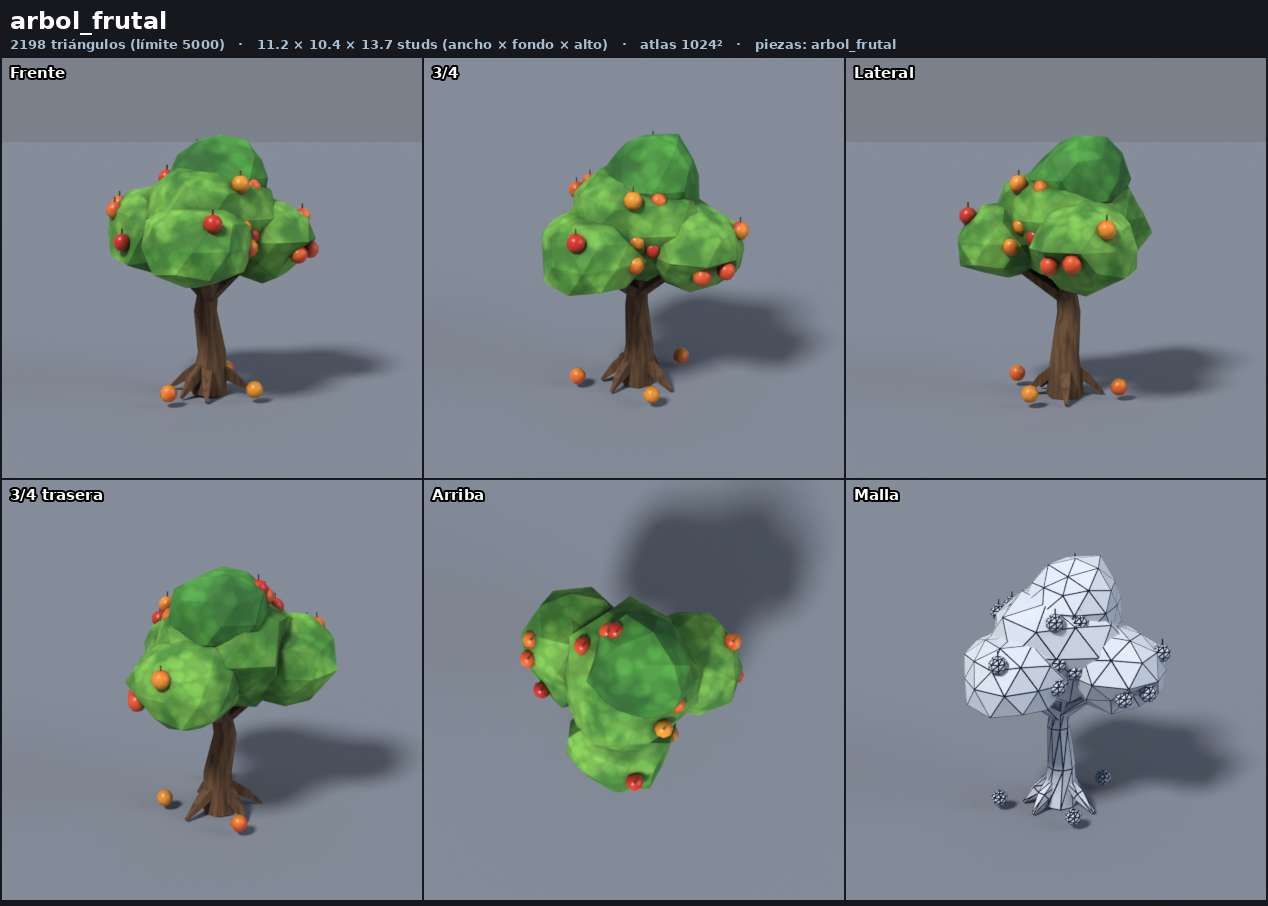 arbol_frutal
2198 triángulos (límite 5000) · 11.2 × 10.4 × 13.7 studs (ancho × fondo × alto) · atlas 1024² · piezas: arbol_frutal
Frente
3/4
Lateral
3/4 trasera
Arriba
Malla